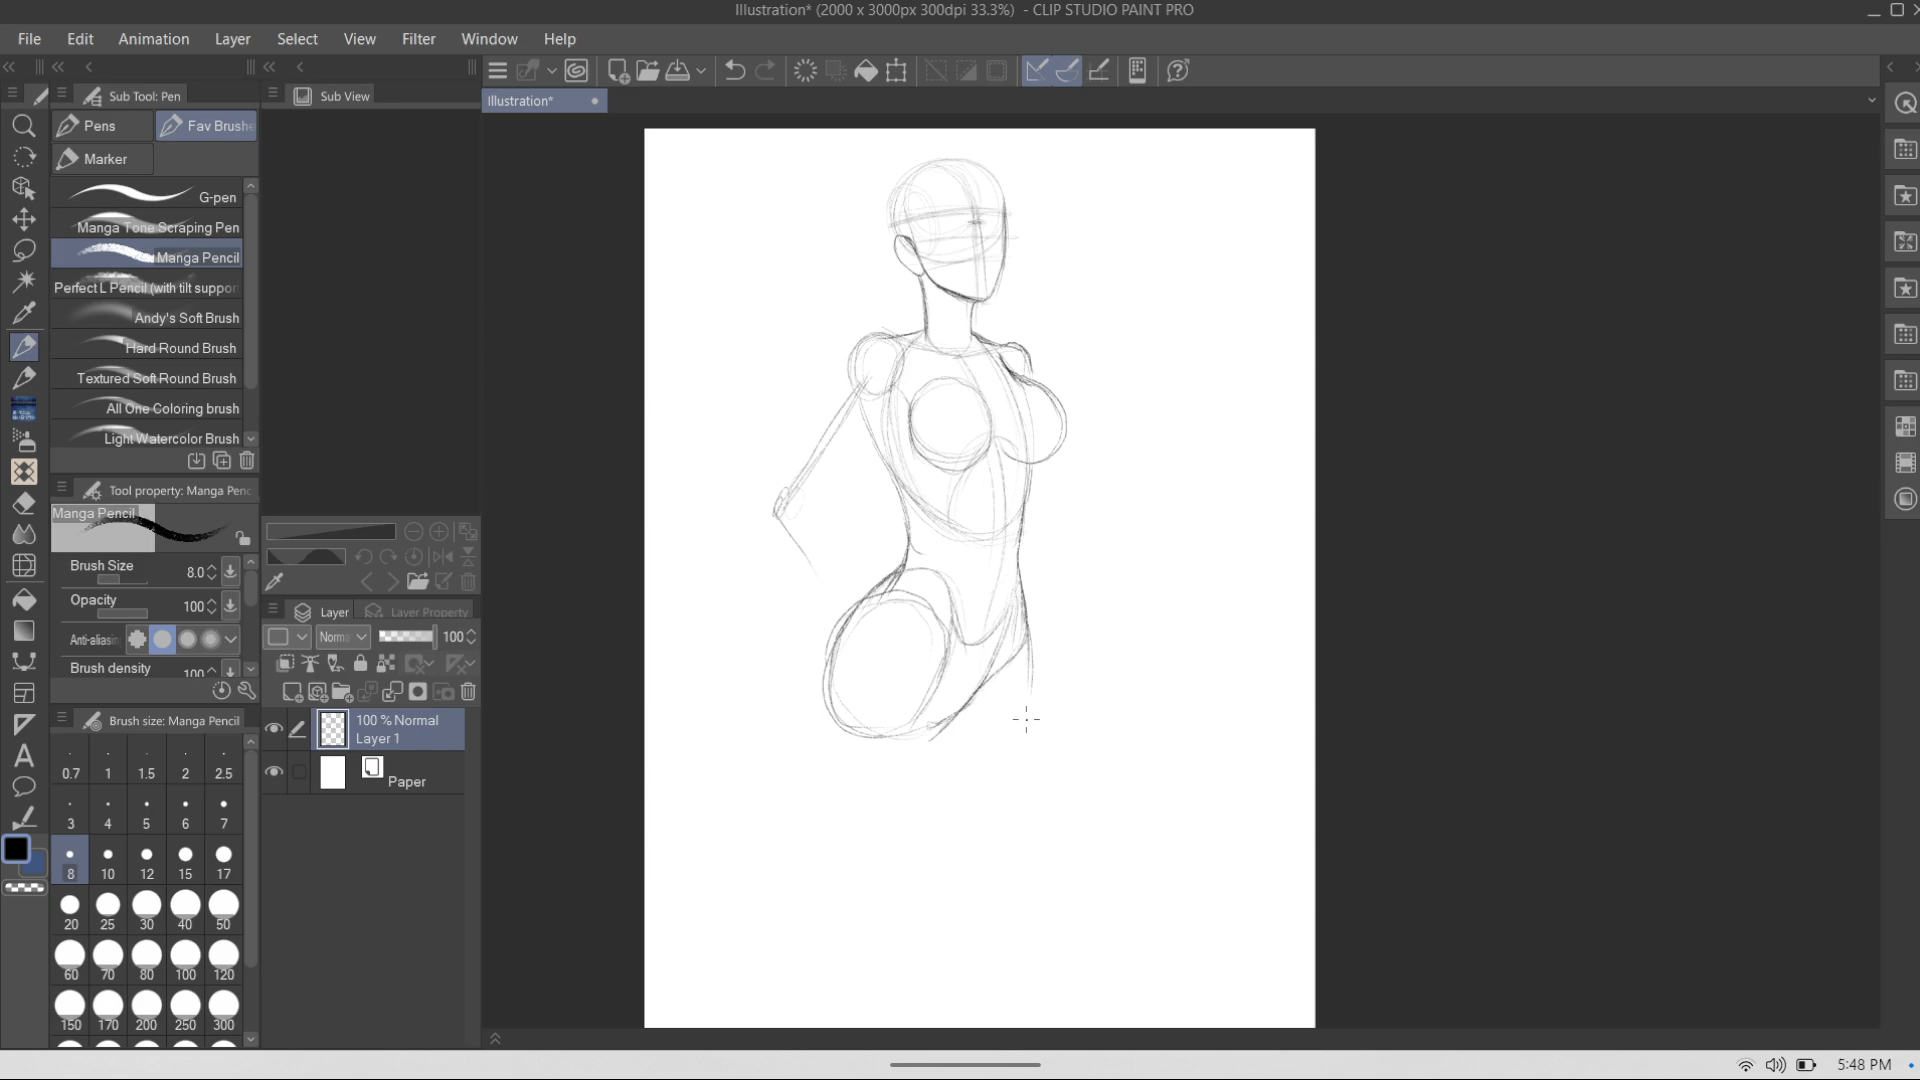 Illustration* (2000 x 3000px 300dpi 33.3%) - CLIP STUDIO PAINT PRO
File Edit Animation Layer Select View Filter Window Help
Sub Tool: Pen
Sub View
Illustration*
Pens
Fav Brushe
Marker
G-pen
Manga Tone Scraping Pen
Manga Pencil
Perfect L Pencil (with tilt suppor
Andy's Soft Brush
Hard Round Brush
Textured Soft Round Brush
All One Coloring brush
Light Watercolor Brush
Tool property: Manga Penc
Manga Pencil
Brush Size 8.0
Opacity 100
Anti-aliasin
Brush density 100
Brush size: Manga Pencil
0.7 1 1.5 2 2.5
3 4 5 6 7
8 10 12 15 17
20 25 30 40 50
60 70 80 100 120
150 170 200 250 300
Layer
Layer Property
Norma 100
100 % Normal
Layer 1
Paper
5:48 PM